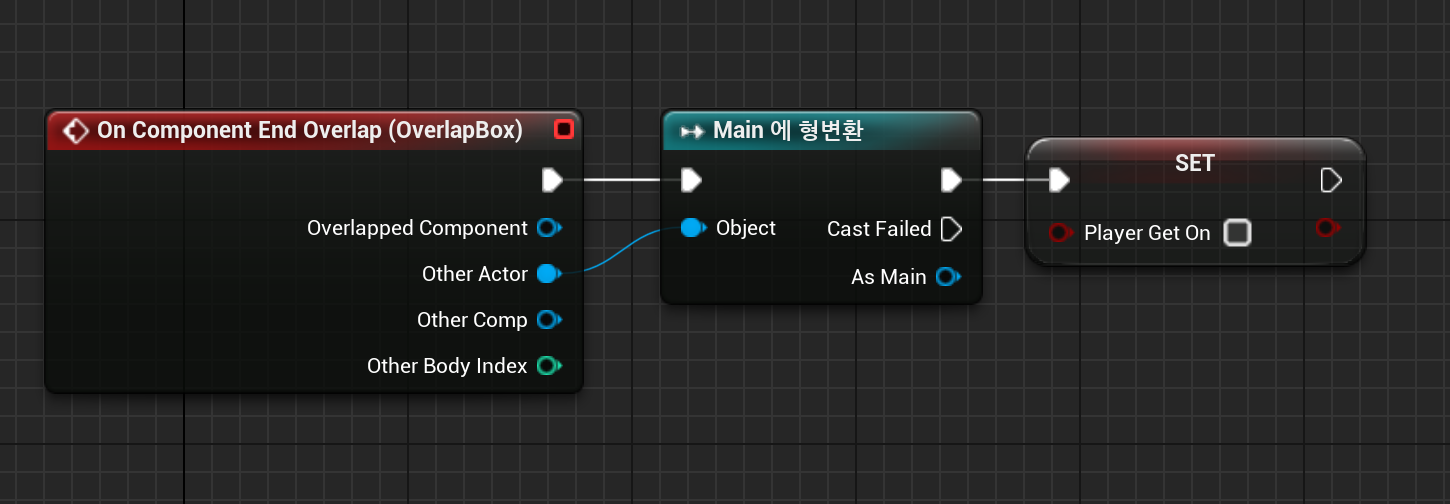 On Component End Overlap (OverlapBox)
Overlapped Component
Other Actor
Other Comp
Other Body Index
Main 에 형변환
Object
Cast Failed
As Main
SET
Player Get On